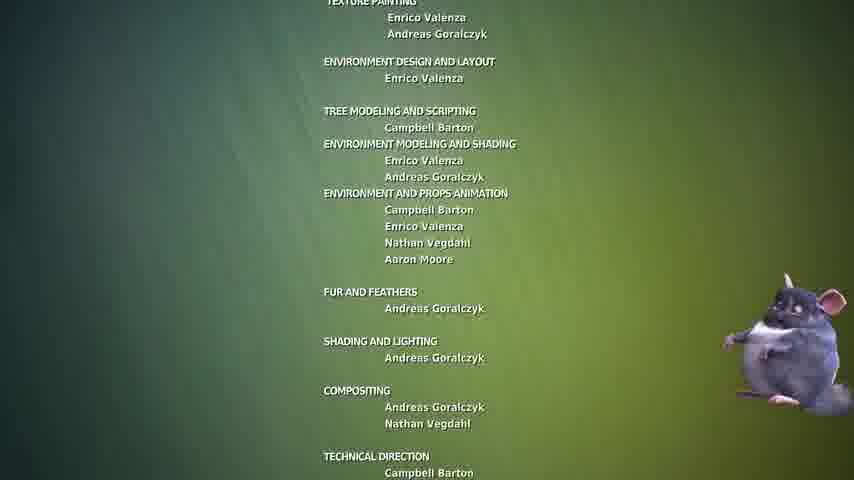 TEXTURE PAINTING
Enrico Valenza
Andreas Goralczyk
ENVIRONMENT DESIGN AND LAYOUT
Enrico Valenza
TREE MODELING AND SCRIPTING
Campbell Barton
ENVIRONMENT MODELING AND SHADING
Enrico Valenza
Andreas Goralczyk
ENVIRONMENT AND PROPS ANIMATION
Campbell Barton
Enrico Valenza
Nathan Vegdahl
Aaron Moore
FUR AND FEATHERS
Andreas Goralczyk
SHADING AND LIGHTING
Andreas Goralczyk
COMPOSITING
Andreas Goralczyk
Nathan Vegdahl
TECHNICAL DIRECTION
Campbell Barton